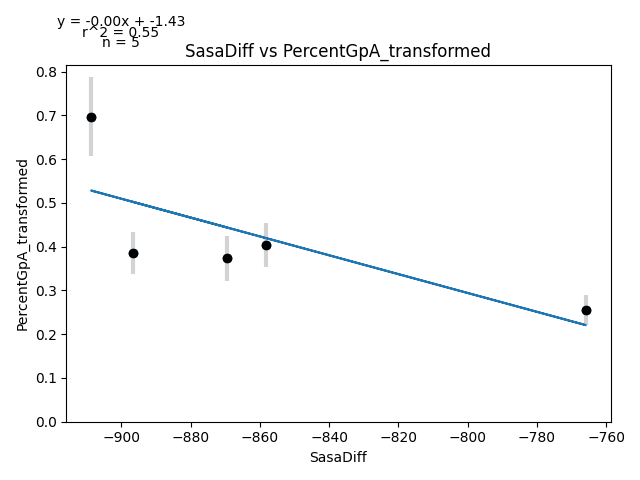 y = -0.00x + -1.43
r^2 = 0.55
n = 5
SasaDiff vs PercentGpA_transformed
0.8
0.7
0.6
0.5
0.4
0.3
0.2
0.1
0.0
PercentGpA_transformed
−900 −880 −860 −840 −820 −800 −780 −760
SasaDiff